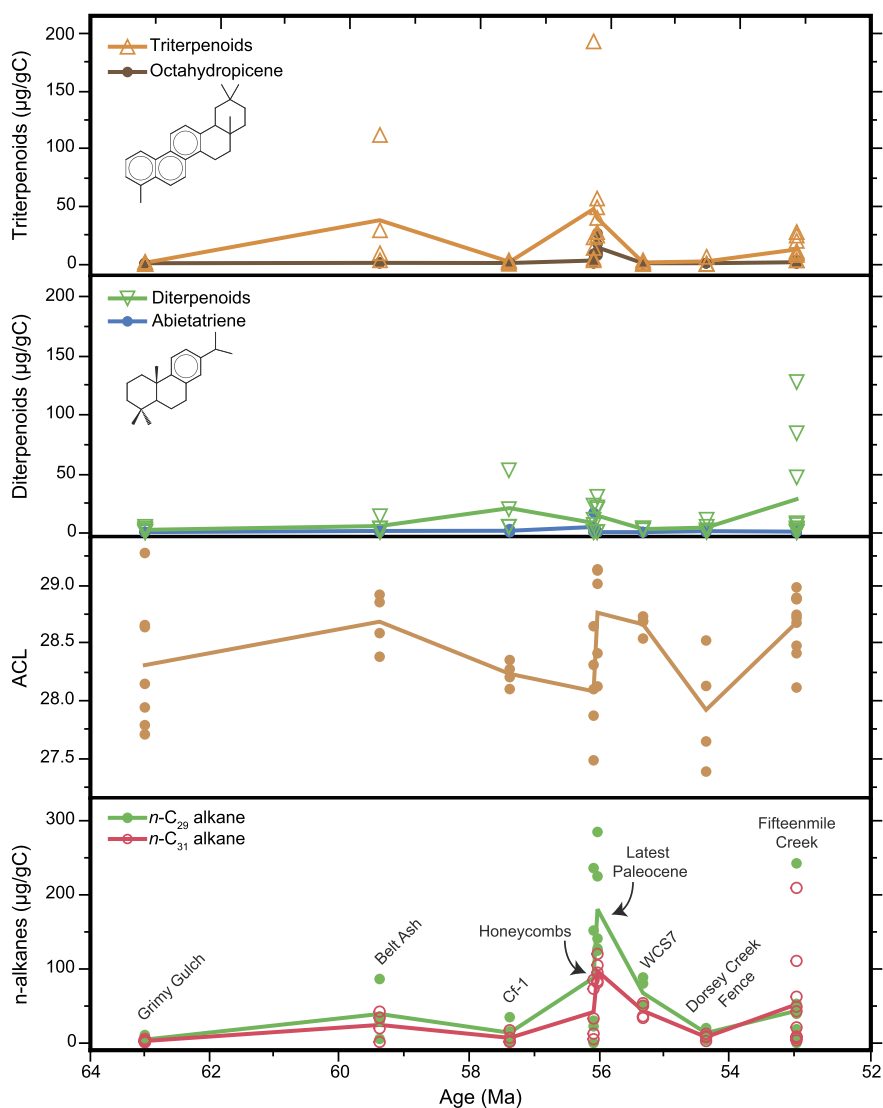 Triterpenoids (µg/gC)
200
150
100
50
0
Triterpenoids
Octahydropicene
Diterpenoids (µg/gC)
200
150
100
50
0
Diterpenoids
Abietatriene
ACL
29.0
28.5
28.0
27.5
n-alkanes (µg/gC)
300
200
100
0
n-C29 alkane
n-C31 alkane
Grimy Gulch
Belt Ash
Cf-1
Honeycombs
Latest
Paleocene
WCS7
Dorsey Creek
Fence
Fifteenmile
Creek
64 62 60 58 56 54 52
Age (Ma)